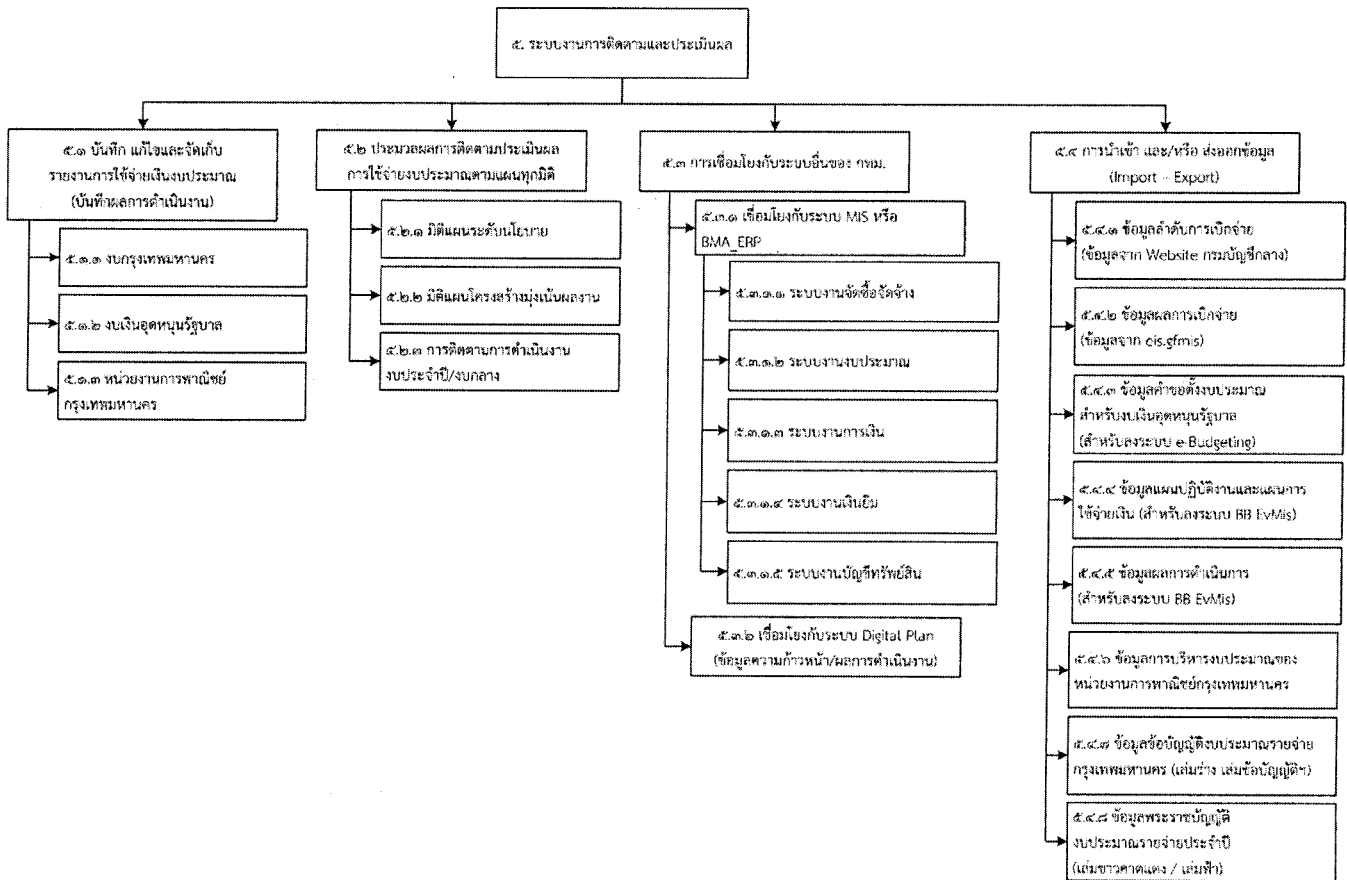 ๕. ระบบงานการติดตามและประเมินผล
๕.๑ บันทึก แก้ไขและจัดเก็บ
รายงานการใช้จ่ายเงินงบประมาณ
(บันทึกผลการดำเนินงาน)
๕.๑.๑ งบกรุงเทพมหานคร
๕.๑.๒ งบเงินอุดหนุนรัฐบาล
๕.๑.๓ หน่วยงานการพาณิชย์
กรุงเทพมหานคร
๕.๒ ประมวลผลการติดตามประเมินผล
การใช้จ่ายงบประมาณตามแผนทุกมิติ
๕.๒.๑ มิติแผนระดับนโยบาย
๕.๒.๒ มิติแผนโครงสร้างมุ่งเน้นผลงาน
๕.๒.๓ การติดตามการดำเนินงาน
งบประจำปี/งบกลาง
๕.๓ การเชื่อมโยงกับระบบอื่นของ กทม.
๕.๓.๑ เชื่อมโยงกับระบบ MIS หรือ
BMA_ERP
๕.๓.๑.๑ ระบบงานจัดซื้อจัดจ้าง
๕.๓.๑.๒ ระบบงานงบประมาณ
๕.๓.๑.๓ ระบบงานการเงิน
๕.๓.๑.๔ ระบบงานเงินยืม
๕.๓.๑.๕ ระบบงานบัญชีทรัพย์สิน
๕.๓.๒ เชื่อมโยงกับระบบ Digital Plan
(ข้อมูลความก้าวหน้า/ผลการดำเนินงาน)
๕.๔ การนำเข้า และ/หรือ ส่งออกข้อมูล
(Import – Export)
๕.๔.๑ ข้อมูลลำดับการเบิกจ่าย
(ข้อมูลจาก Website กรมบัญชีกลาง)
๕.๔.๒ ข้อมูลผลการเบิกจ่าย
(ข้อมูลจาก cis.gfmis)
๕.๔.๓ ข้อมูลคำขอตั้งงบประมาณ
สำหรับงบเงินอุดหนุนรัฐบาล
(สำหรับลงระบบ e-Budgeting)
๕.๔.๔ ข้อมูลแผนปฏิบัติงานและแผนการ
ใช้จ่ายเงิน (สำหรับลงระบบ BB EvMis)
๕.๔.๕ ข้อมูลผลการดำเนินการ
(สำหรับลงระบบ BB EvMis)
๕.๔.๖ ข้อมูลการบริหารงบประมาณของ
หน่วยงานการพาณิชย์กรุงเทพมหานคร
๕.๔.๗ ข้อมูลข้อบัญญัติงบประมาณรายจ่าย
กรุงเทพมหานคร (เล่มร่าง เล่มข้อบัญญัติฯ)
๕.๔.๘ ข้อมูลพระราชบัญญัติ
งบประมาณรายจ่ายประจำปี
(เล่มขาวคาดแดง / เล่มฟ้า)